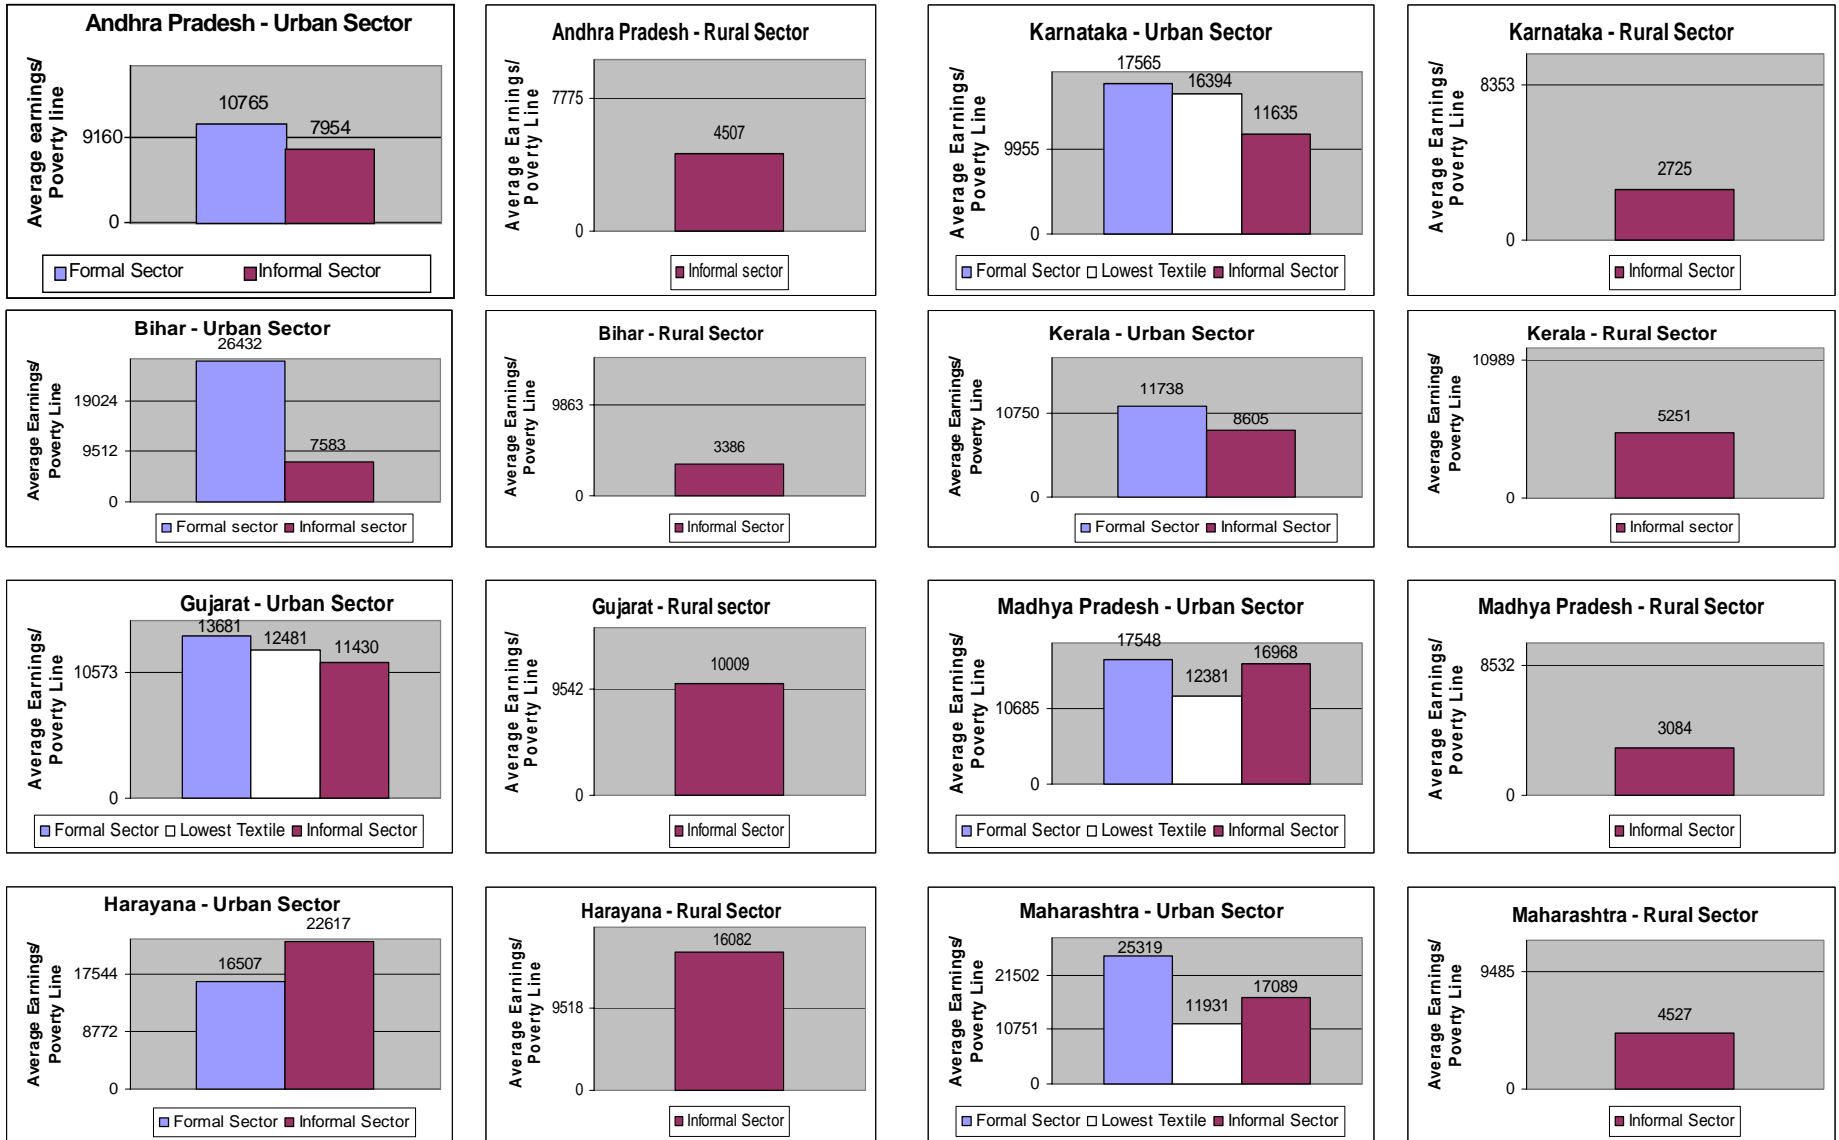 Andhra Pradesh - Urban Sector
Average earnings/
Poverty line
10765
7954
9160
0
Formal Sector
Informal Sector
Andhra Pradesh - Rural Sector
Average Earnings/
Poverty Line
7775
4507
0
Informal sector
Karnataka - Urban Sector
Average Earnings/
Poverty Line
17565
16394
11635
9955
0
Formal Sector Lowest Textile Informal Sector
Karnataka - Rural Sector
Average Earnings/
Poverty Line
8353
2725
0
Informal Sector
Bihar - Urban Sector
Average Earnings/
Poverty Line
26432
19024
9512
7583
0
Formal sector Informal sector
Bihar - Rural Sector
Average Earnings/
Poverty Line
9863
3386
0
Informal Sector
Kerala - Urban Sector
Average Earnings/
Poverty Line
11738
10750
8605
0
Formal Sector Informal Sector
Kerala - Rural Sector
Average Earnings/
Poverty Line
10989
5251
0
Informal sector
Gujarat - Urban Sector
Average Earnings/
Poverty Line
13681
12481
11430
10573
0
Formal Sector Lowest Textile Informal Sector
Gujarat - Rural sector
Average Earnings/
Poverty Line
10009
9542
0
Informal Sector
Madhya Pradesh - Urban Sector
Average Earnings/
Poverty Line
17548
12381
16968
10685
0
Formal Sector Lowest Textile Informal Sector
Madhya Pradesh - Rural Sector
Average Earnings/
Poverty Line
8532
3084
0
Informal Sector
Harayana - Urban Sector
Average Earnings/
Poverty Line
22617
16507
17544
8772
0
Formal Sector Informal Sector
Harayana - Rural Sector
Average Earnings/
Poverty Line
16082
9518
0
Informal Sector
Maharashtra - Urban Sector
Average Earnings/
Poverty Line
25319
21502
11931
17089
10751
0
Formal Sector Lowest Textile Informal Sector
Maharashtra - Rural Sector
Average Earnings/
Poverty Line
9485
4527
0
Informal Sector